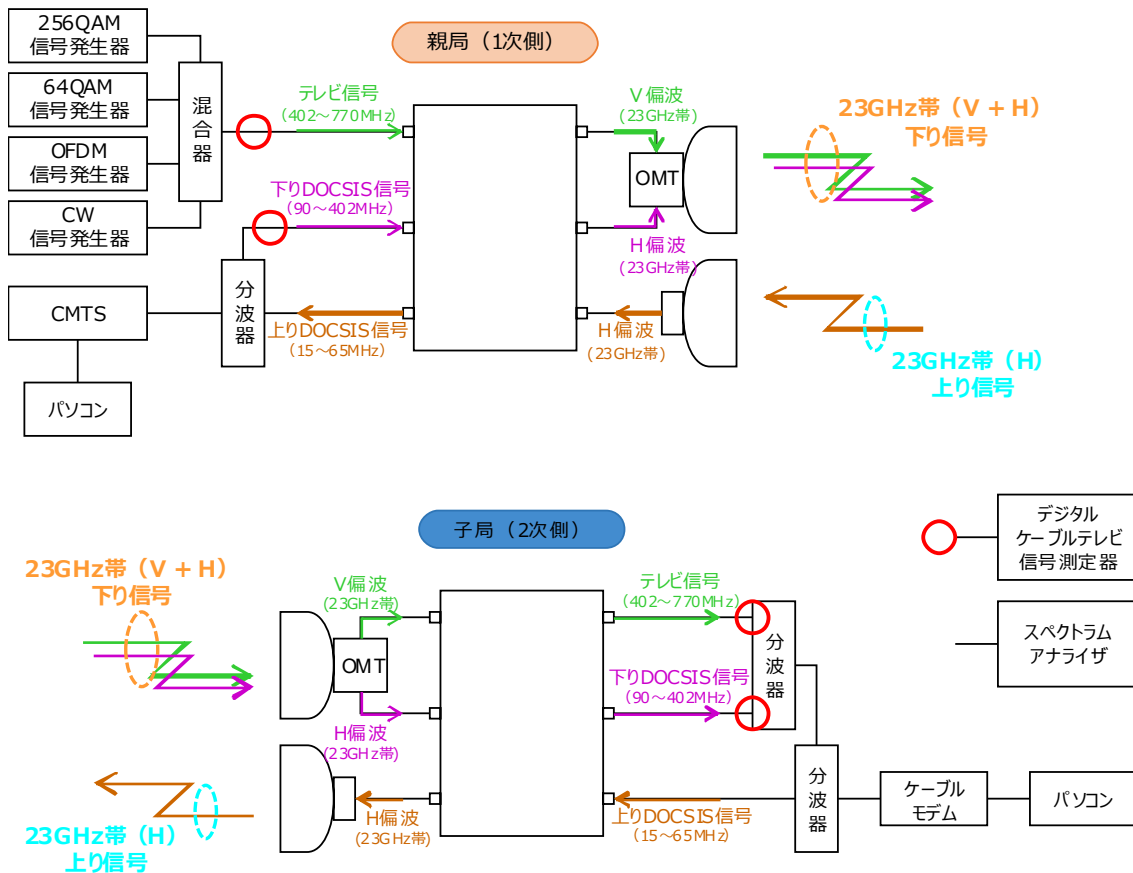 256QAM
信号発生器
64QAM
信号発生器
OFDM
信号発生器
CW
信号発生器
混
合
器
親局（1次側）
テレビ信号
(402～770MHz)
下りDOCSIS信号
(90～402MHz)
上りDOCSIS信号
(15～65MHz)
分
波
器
CMTS
パソコン
V偏波
(23GHz帯)
OMT
H偏波
(23GHz帯)
H偏波
(23GHz帯)
23GHz帯（V + H）
下り信号
23GHz帯（H）
上り信号
子局（2次側）
23GHz帯（V + H）
下り信号
23GHz帯（H）
上り信号
V偏波
(23GHz帯)
OMT
H偏波
(23GHz帯)
H偏波
(23GHz帯)
テレビ信号
(402～770MHz)
下りDOCSIS信号
(90～402MHz)
上りDOCSIS信号
(15～65MHz)
分
波
器
分
波
器
ケーブル
モデム
パソコン
デジタル
ケーブルテレビ
信号測定器
スペクトラム
アナライザ